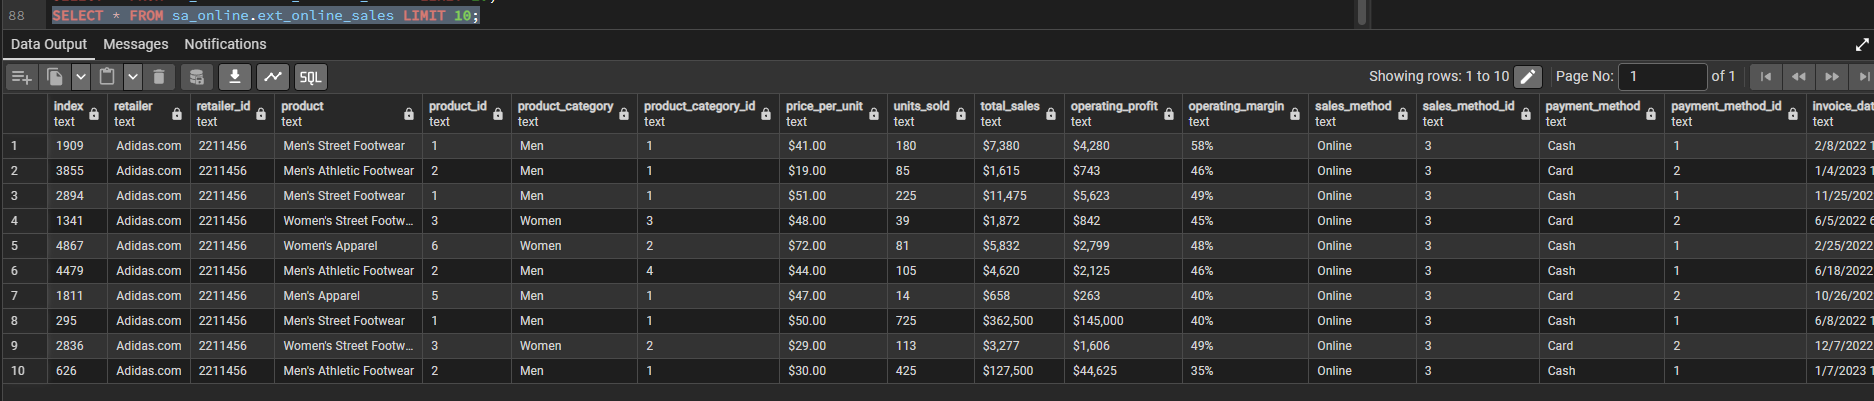 88 SELECT * FROM sa_online.ext_online_sales LIMIT 10;
Data Output Messages Notifications
SQL Showing rows: 1 to 10 Page No: 1 of 1
index retailer retailer_id product product_id product_category product_category_id price_per_unit units_sold total_sales operating_profit operating_margin sales_method sales_method_id payment_method payment_method_id invoice_dat
text text text text text text text text text text text text text text text text text
1 1909 Adidas.com 2211456 Men's Street Footwear 1 Men 1 $41.00 180 $7,380 $4,280 58% Online 3 Cash 1 2/8/2022 1
2 3855 Adidas.com 2211456 Men's Athletic Footwear 2 Men 1 $19.00 85 $1,615 $743 46% Online 3 Card 2 1/4/2023 1
3 2894 Adidas.com 2211456 Men's Street Footwear 1 Men 1 $51.00 225 $11,475 $5,623 49% Online 3 Cash 1 11/25/202
4 1341 Adidas.com 2211456 Women's Street Footw... 3 Women 3 $48.00 39 $1,872 $842 45% Online 3 Card 2 6/5/2022 6
5 4867 Adidas.com 2211456 Women's Apparel 6 Women 2 $72.00 81 $5,832 $2,799 48% Online 3 Cash 1 2/25/2022
6 4479 Adidas.com 2211456 Men's Athletic Footwear 2 Men 4 $44.00 105 $4,620 $2,125 46% Online 3 Cash 1 6/18/2022
7 1811 Adidas.com 2211456 Men's Apparel 5 Men 1 $47.00 14 $658 $263 40% Online 3 Card 2 10/26/202
8 295 Adidas.com 2211456 Men's Street Footwear 1 Men 1 $50.00 725 $362,500 $145,000 40% Online 3 Cash 1 6/8/2022 1
9 2836 Adidas.com 2211456 Women's Street Footw... 3 Women 2 $29.00 113 $3,277 $1,606 49% Online 3 Card 2 12/7/2022
10 626 Adidas.com 2211456 Men's Athletic Footwear 2 Men 1 $30.00 425 $127,500 $44,625 35% Online 3 Cash 1 1/7/2023 1